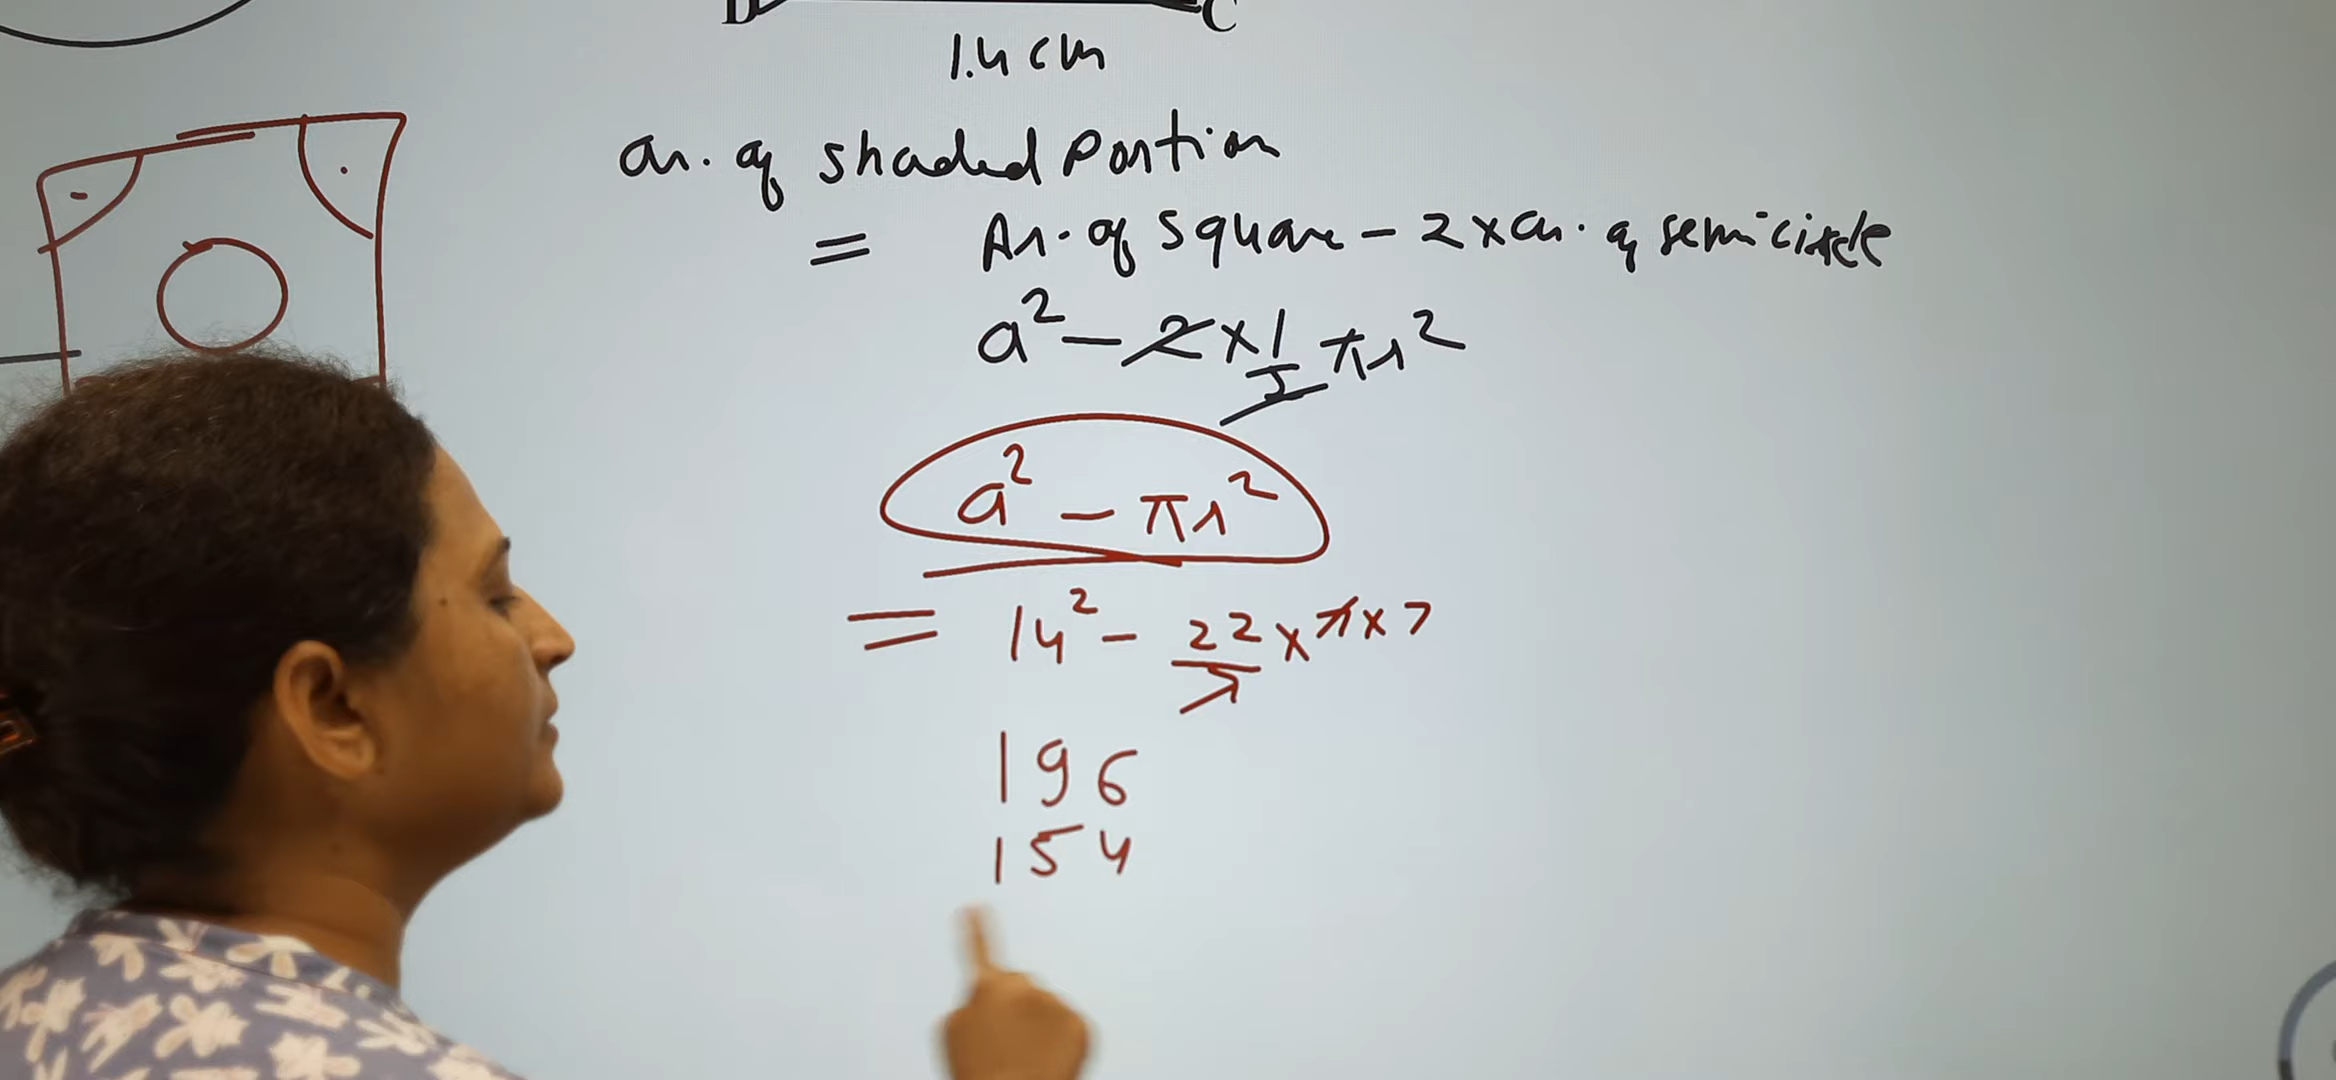 D C
1.4 cm
ar. of shaded Portion
= Ar. of Square - 2 x ar. of semicircle
a² - 2 x 1/2 πr²
a² - πr²
= 14² - 22/7 x 7 x 7
196
154